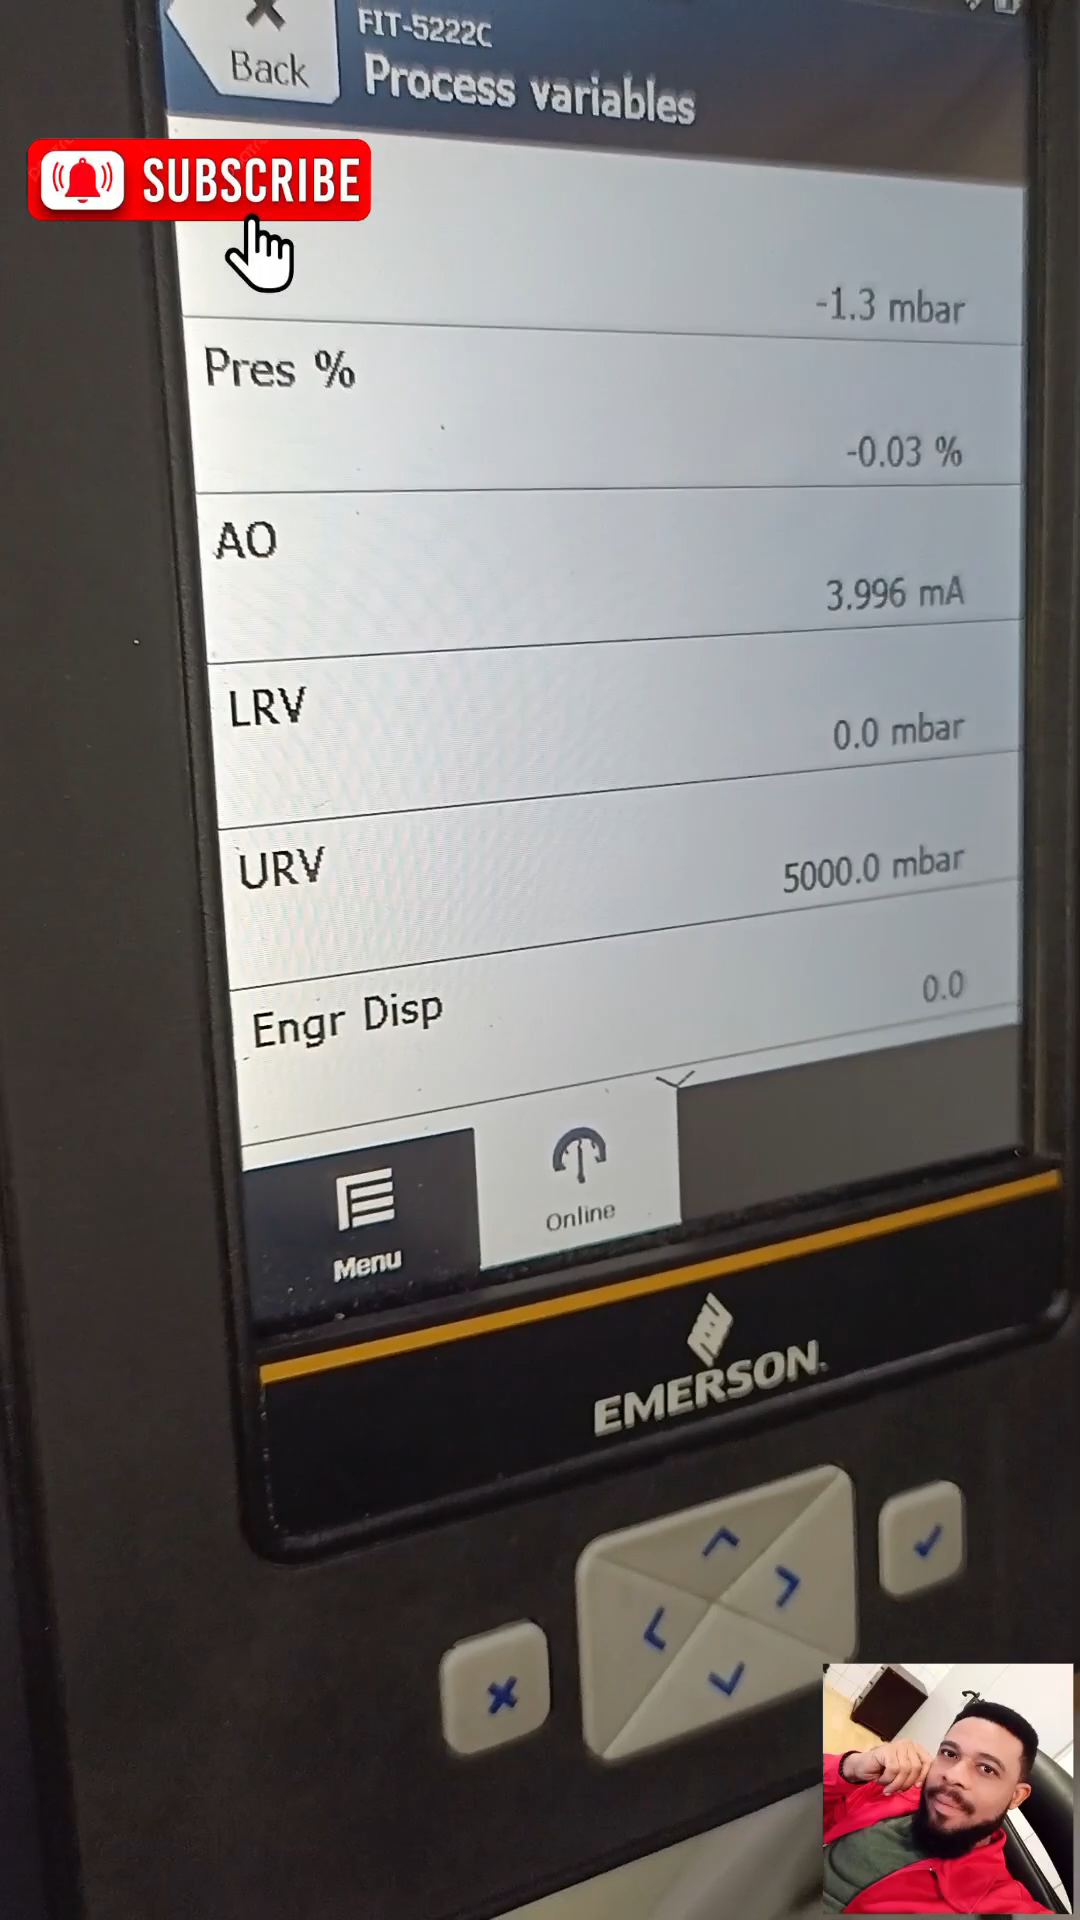 FIT-5222C
Back
Process variables
SUBSCRIBE
-1.3 mbar
Pres %
-0.03 %
AO
3.996 mA
LRV
0.0 mbar
URV
5000.0 mbar
Engr Disp
0.0
Menu
Online
EMERSON.